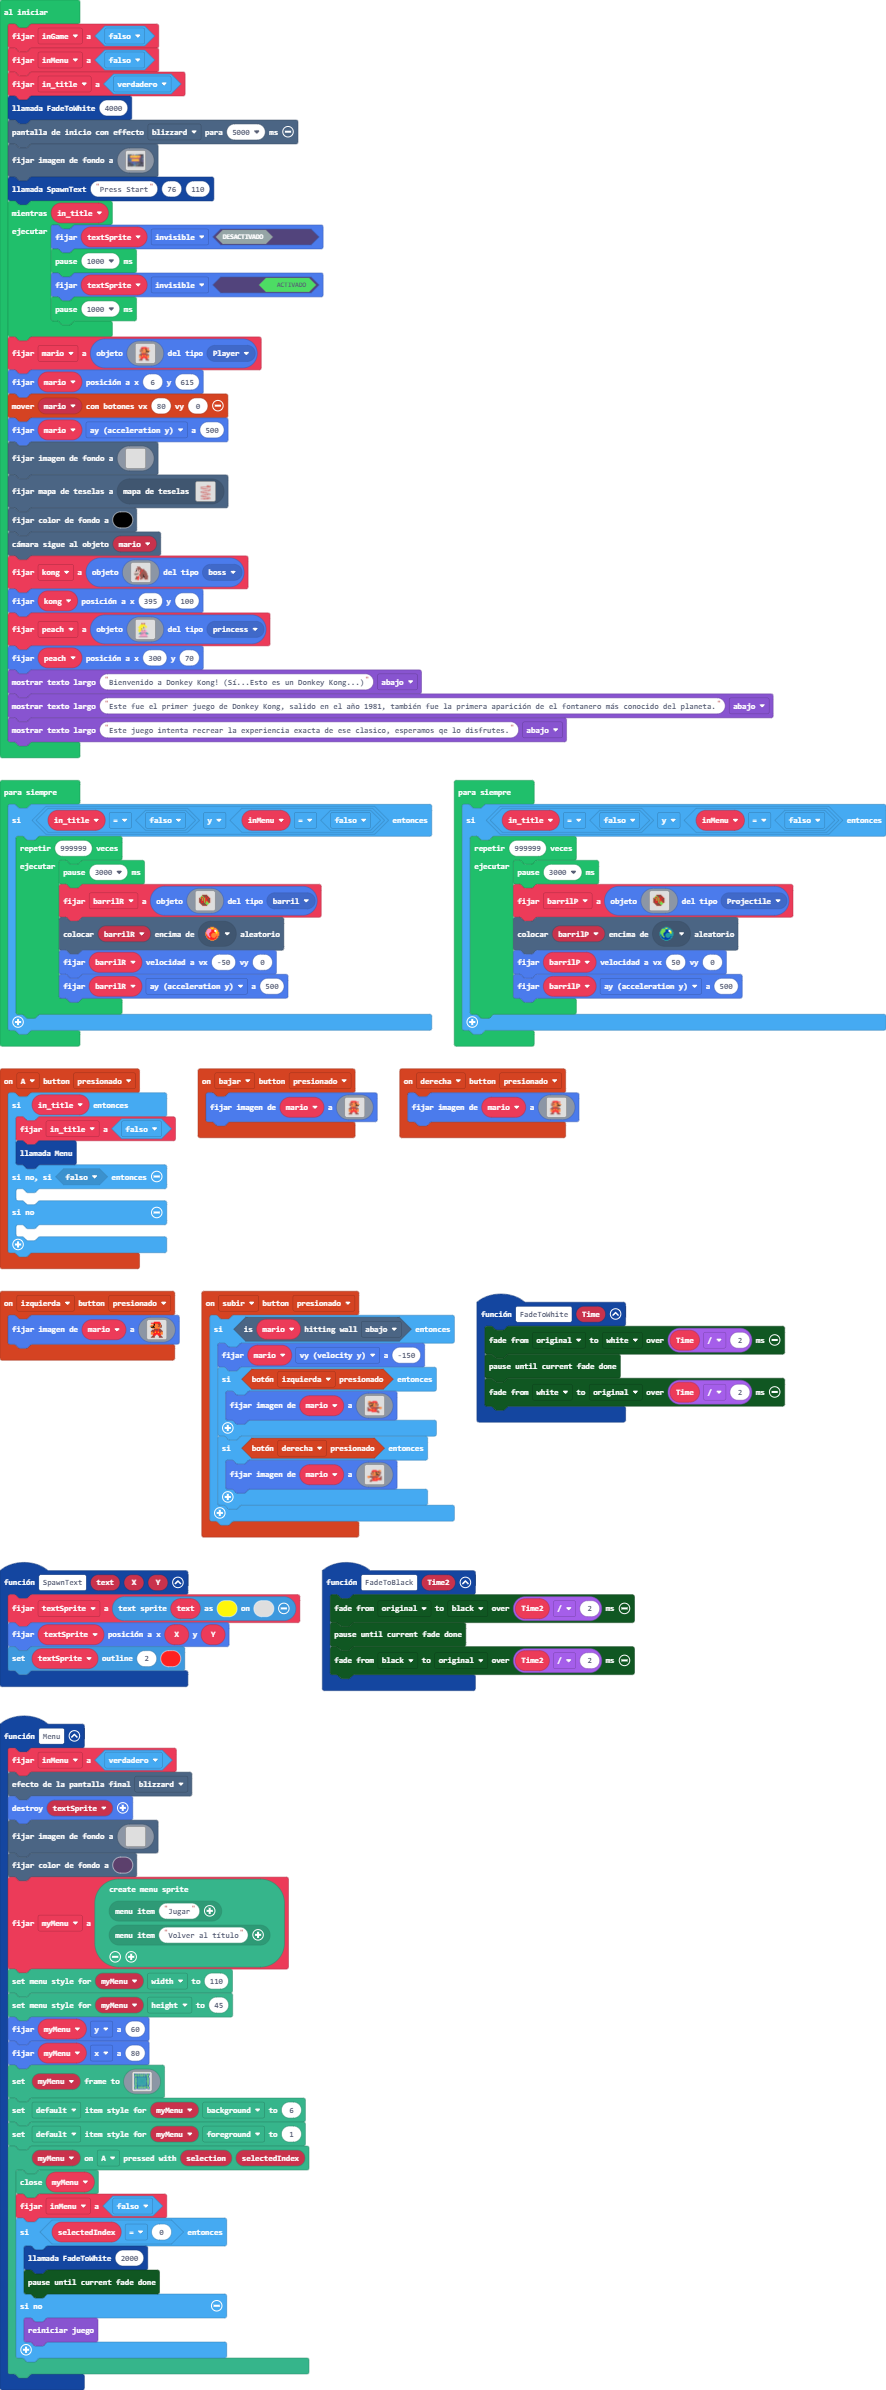 al iniciar
fijar inGame a falso
fijar inMenu a falso
fijar in_title a verdadero
llamada FadeToWhite 4000
pantalla de inicio con effecto blizzard para 5000 ms
fijar imagen de fondo a
llamada SpawnText "Press Start" 76 110
mientras in_title
ejecutar fijar textSprite invisible DESACTIVADO
pause 1000 ms
fijar textSprite invisible ACTIVADO
pause 1000 ms
fijar mario a objeto del tipo Player
fijar mario posición a x 6 y 615
mover mario con botones vx 80 vy 0
fijar mario ay (acceleration y) a 500
fijar imagen de fondo a
fijar mapa de teselas a mapa de teselas
fijar color de fondo a
cámara sigue al objeto mario
fijar kong a objeto del tipo boss
fijar kong posición a x 395 y 100
fijar peach a objeto del tipo princess
fijar peach posición a x 300 y 70
mostrar texto largo "Bienvenido a Donkey Kong! (Sí...Esto es un Donkey Kong...)" abajo
mostrar texto largo "Este fue el primer juego de Donkey Kong, salido en el año 1981, también fue la primera aparición de el fontanero más conocido del planeta." abajo
mostrar texto largo "Este juego intenta recrear la experiencia exacta de ese clasico, esperamos qe lo disfrutes." abajo
para siempre
si in_title = falso y inMenu = falso entonces
repetir 999999 veces
ejecutar pause 3000 ms
fijar barrilR a objeto del tipo barril
colocar barrilR encima de aleatorio
fijar barrilR velocidad a vx -50 vy 0
fijar barrilR ay (acceleration y) a 500
para siempre
si in_title = falso y inMenu = falso entonces
repetir 999999 veces
ejecutar pause 3000 ms
fijar barrilP a objeto del tipo Projectile
colocar barrilP encima de aleatorio
fijar barrilP velocidad a vx 50 vy 0
fijar barrilP ay (acceleration y) a 500
on A button presionado
si in_title entonces
fijar in_title a falso
llamada Menu
si no, si falso entonces
si no
on bajar button presionado
fijar imagen de mario a
on derecha button presionado
fijar imagen de mario a
on izquierda button presionado
fijar imagen de mario a
on subir button presionado
si is mario hitting wall abajo entonces
fijar mario vy (velocity y) a -150
si botón izquierda presionado entonces
fijar imagen de mario a
si botón derecha presionado entonces
fijar imagen de mario a
función FadeToWhite Time
fade from original to white over Time / 2 ms
pause until current fade done
fade from white to original over Time / 2 ms
función SpawnText text X Y
fijar textSprite a text sprite text as on
fijar textSprite posición a x X y Y
set textSprite outline 2
función FadeToBlack Time2
fade from original to black over Time2 / 2 ms
pause until current fade done
fade from black to original over Time2 / 2 ms
función Menu
fijar inMenu a verdadero
efecto de la pantalla final blizzard
destroy textSprite
fijar imagen de fondo a
fijar color de fondo a
fijar myMenu a create menu sprite
menu item "Jugar"
menu item "Volver al título"
set menu style for myMenu width to 110
set menu style for myMenu height to 45
fijar myMenu y a 60
fijar myMenu x a 80
set myMenu frame to
set default item style for myMenu background to 6
set default item style for myMenu foreground to 1
myMenu on A pressed with selection selectedIndex
close myMenu
fijar inMenu a falso
si selectedIndex = 0 entonces
llamada FadeToWhite 2000
pause until current fade done
si no
reiniciar juego